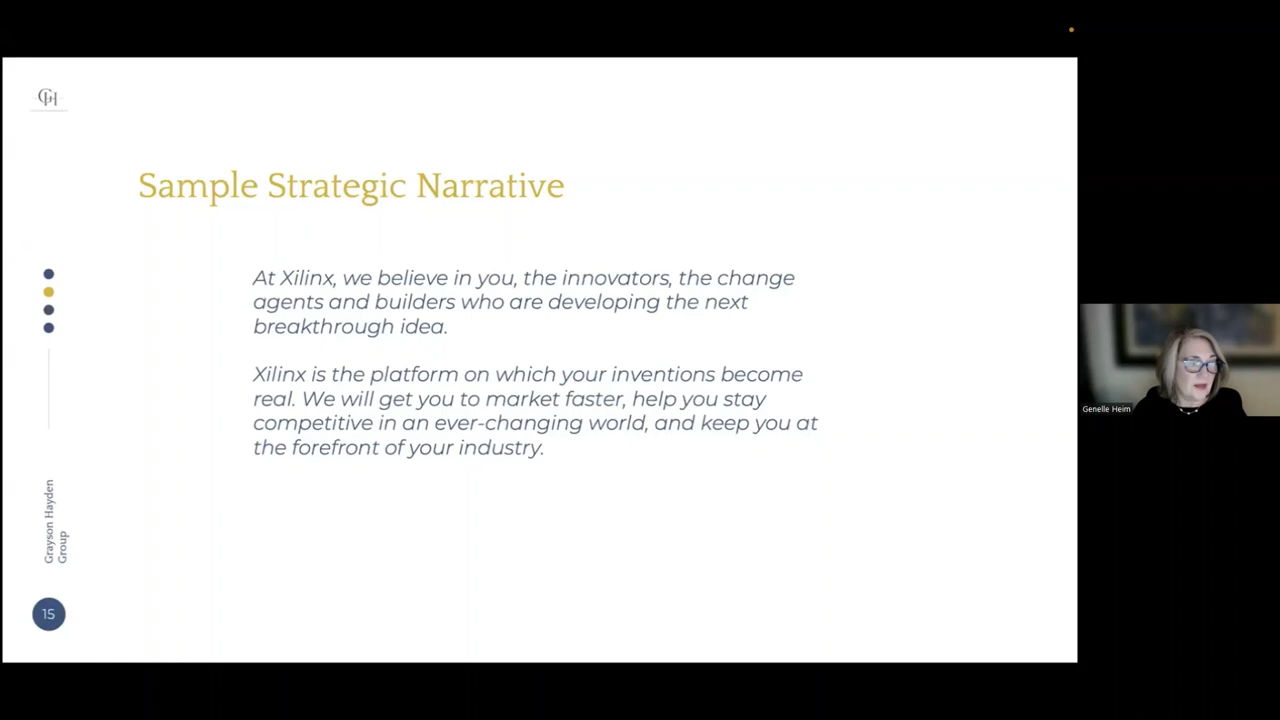 GH
Sample Strategic Narrative
At Xilinx, we believe in you, the innovators, the change
agents and builders who are developing the next
breakthrough idea.
Xilinx is the platform on which your inventions become
real. We will get you to market faster, help you stay
competitive in an ever-changing world, and keep you at
the forefront of your industry.
Grayson Hayden
Group
15
Genelle Heim